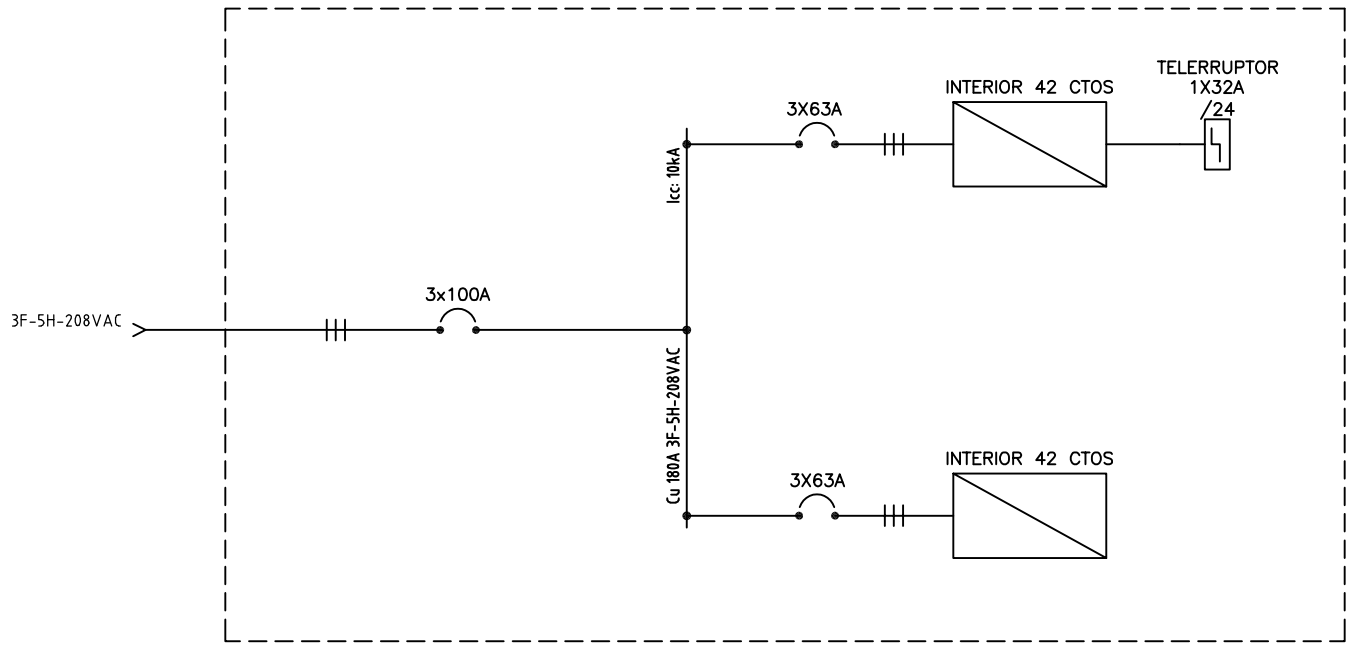 TELERRUPTOR
1X32A
/24
INTERIOR 42 CTOS
3X63A
Icc: 10kA
3x100A
3F-5H-208VAC
Cu 180A 3F-5H-208VAC
INTERIOR 42 CTOS
3X63A